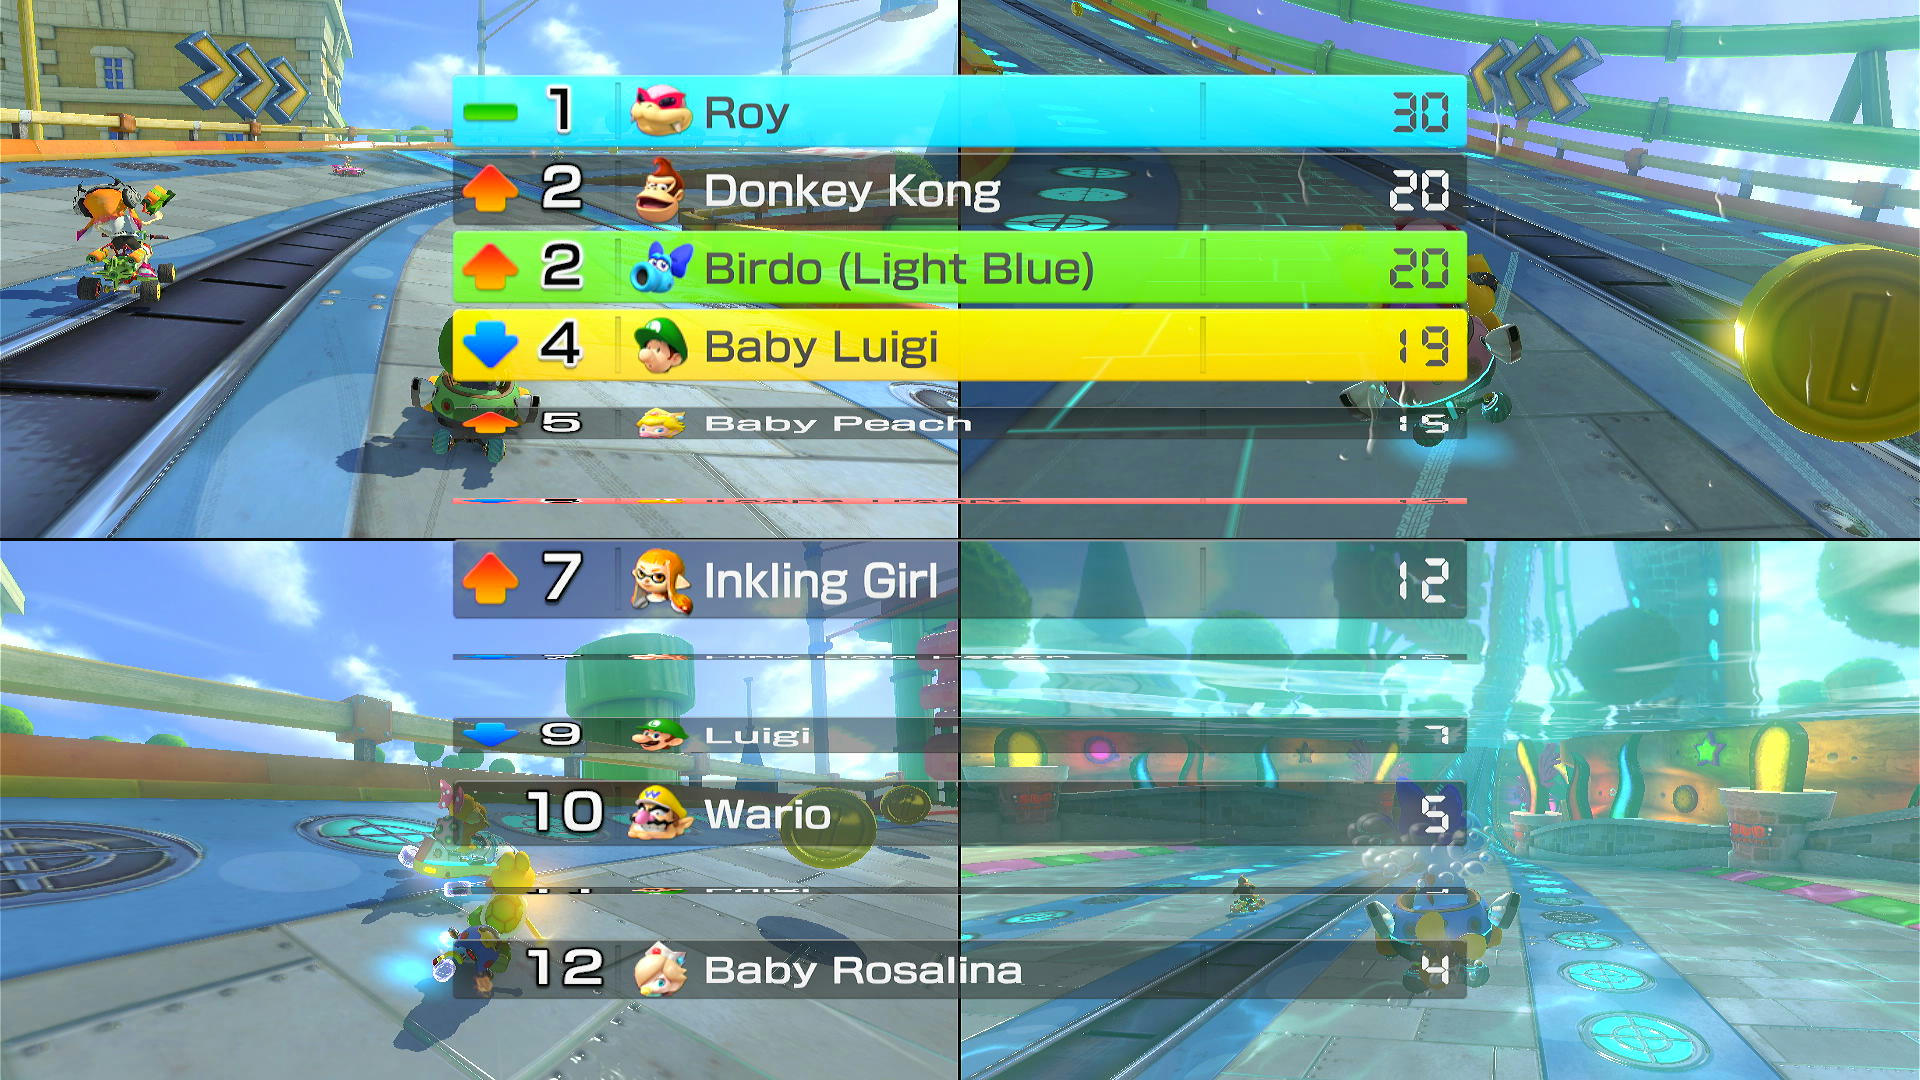 1 Roy 30
2 Donkey Kong 20
2 Birdo (Light Blue) 20
4 Baby Luigi 19
5 Baby Peach 15
7 Inkling Girl 12
9 Luigi 7
10 Wario 5
12 Baby Rosalina 4